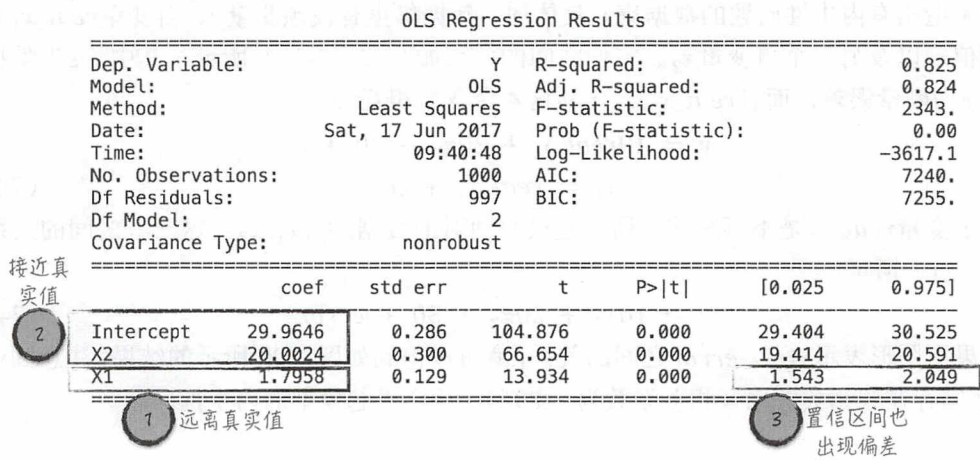 OLS Regression Results
Dep. Variable: Y R-squared: 0.825
Model: OLS Adj. R-squared: 0.824
Method: Least Squares F-statistic: 2343.
Date: Sat, 17 Jun 2017 Prob (F-statistic): 0.00
Time: 09:40:48 Log-Likelihood: -3617.1
No. Observations: 1000 AIC: 7240.
Df Residuals: 997 BIC: 7255.
Df Model: 2
Covariance Type: nonrobust
coef std err t P>|t| [0.025 0.975]
接近真
实值
2
Intercept 29.9646 0.286 104.876 0.000 29.404 30.525
X2 20.0024 0.300 66.654 0.000 19.414 20.591
X1 1.7958 0.129 13.934 0.000 1.543 2.049
1 远离真实值
3 置信区间也
出现偏差